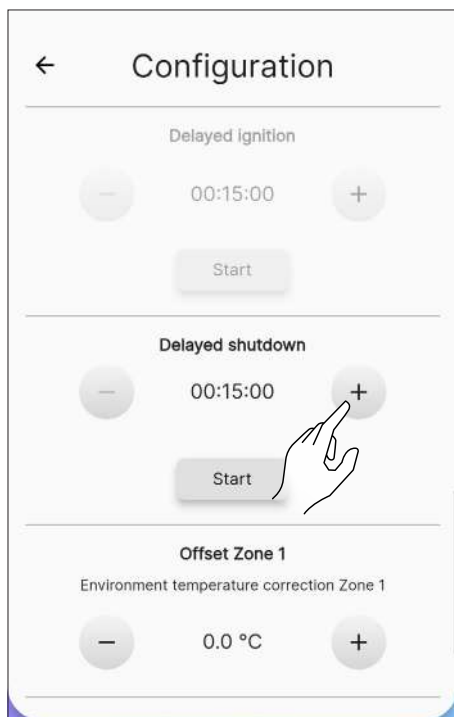 ← Configuration
Delayed ignition
− 00:15:00 +
Start
Delayed shutdown
− 00:15:00 +
Start
Offset Zone 1
Environment temperature correction Zone 1
− 0.0 °C +